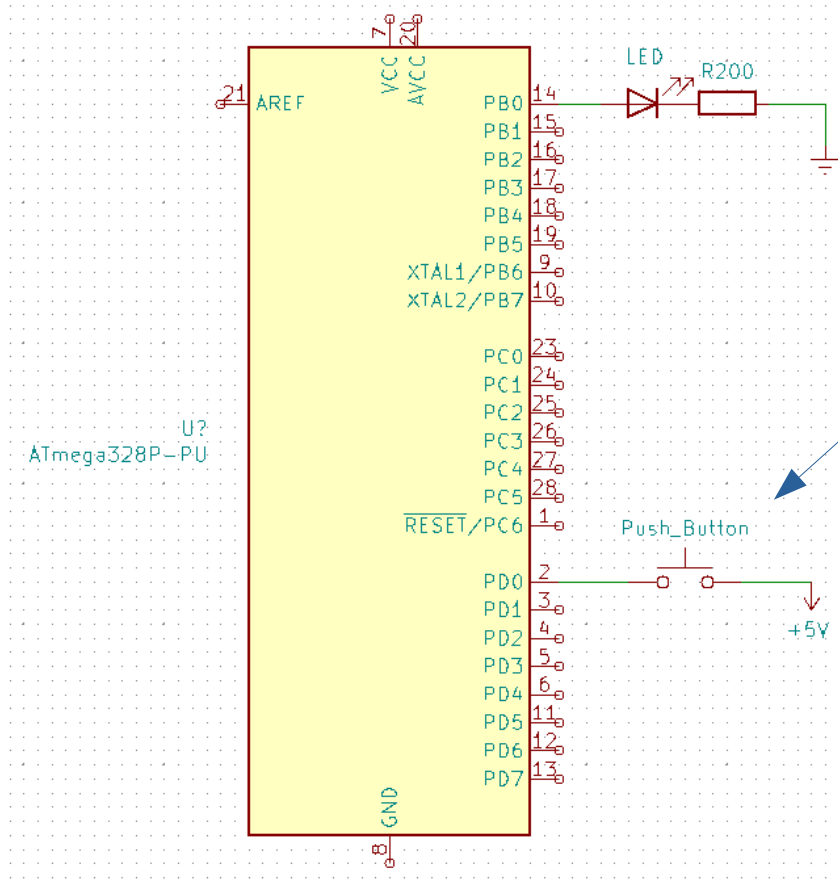 7
20
VCC
AVCC
21
AREF
LED
R200
PB0 14
PB1 15
PB2 16
PB3 17
PB4 18
PB5 19
XTAL1/PB6 9
XTAL2/PB7 10
PC0 23
PC1 24
PC2 25
PC3 26
PC4 27
PC5 28
RESET/PC6 1
U?
ATmega328P-PU
Push_Button
PD0 2
PD1 3
PD2 4
PD3 5
PD4 6
PD5 11
PD6 12
PD7 13
+5V
GND
8